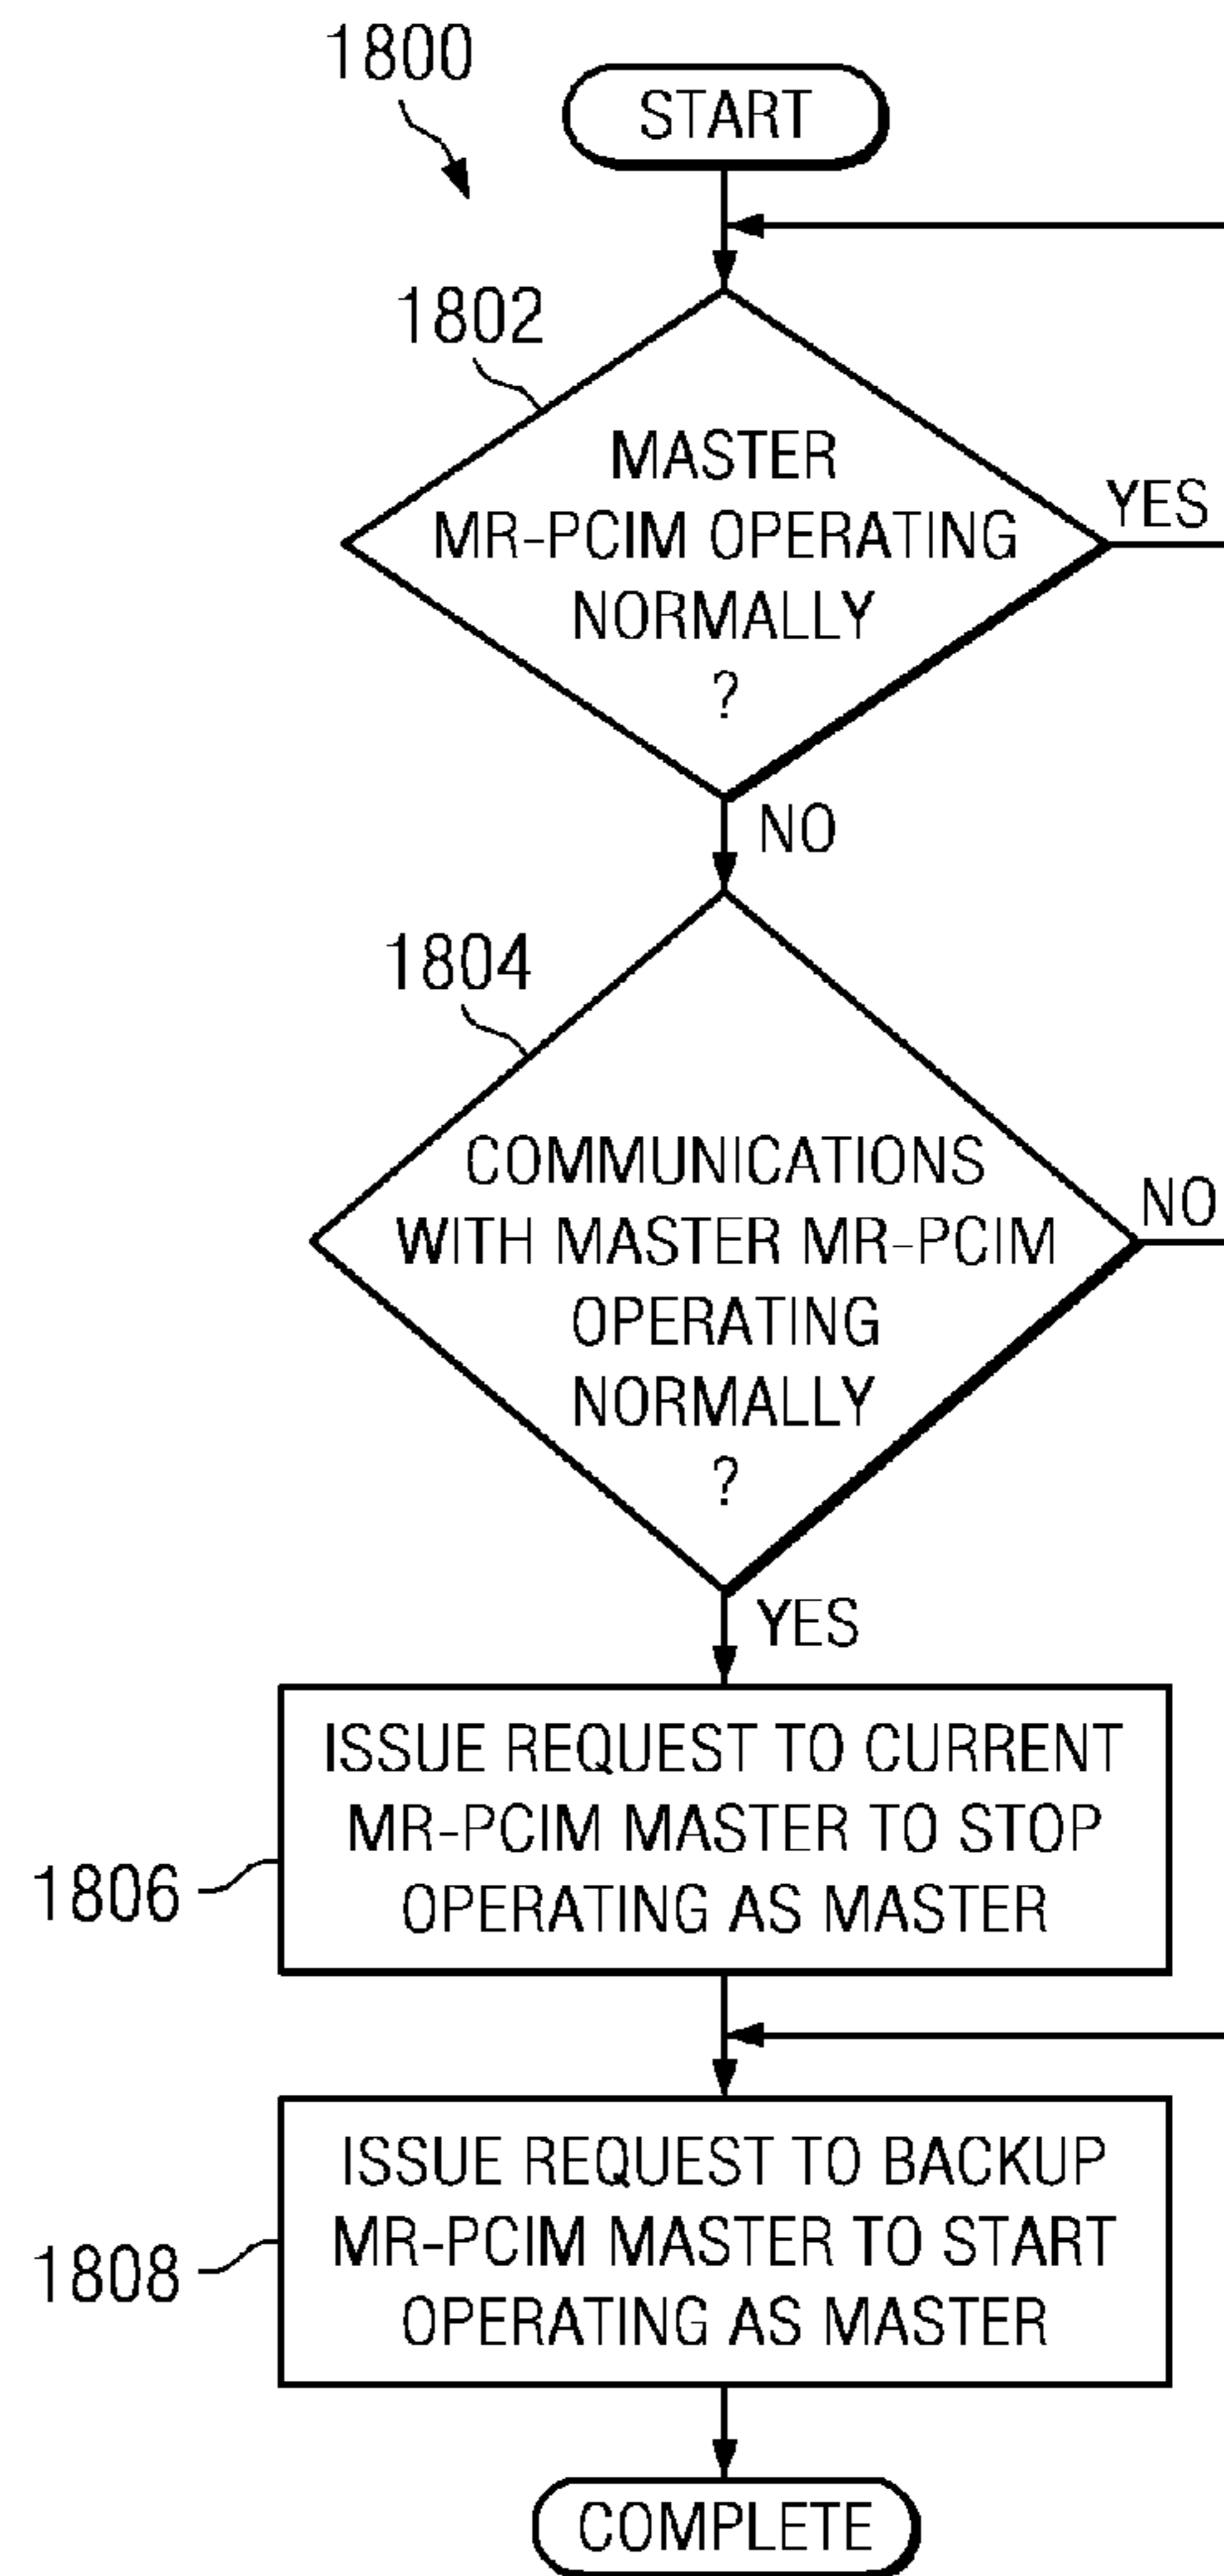 1800
START
1802
MASTER
MR-PCIM OPERATING
NORMALLY
?
YES
NO
1804
COMMUNICATIONS
WITH MASTER MR-PCIM
OPERATING
NORMALLY
?
NO
YES
ISSUE REQUEST TO CURRENT
MR-PCIM MASTER TO STOP
OPERATING AS MASTER
1806
ISSUE REQUEST TO BACKUP
MR-PCIM MASTER TO START
OPERATING AS MASTER
1808
COMPLETE